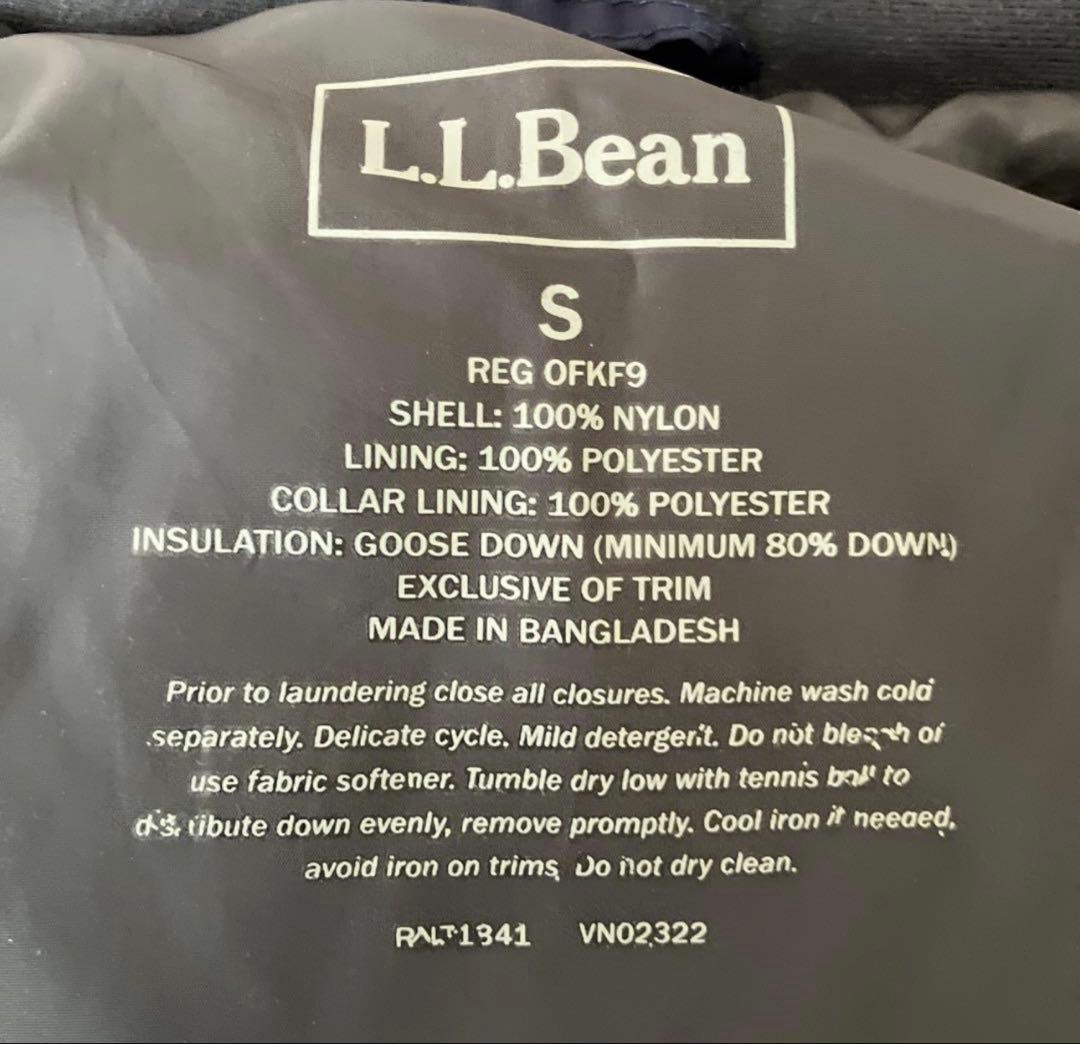 L.L.Bean
S
REG OFKF9
SHELL: 100% NYLON
LINING: 100% POLYESTER
COLLAR LINING: 100% POLYESTER
INSULATION: GOOSE DOWN (MINIMUM 80% DOWN)
EXCLUSIVE OF TRIM
MADE IN BANGLADESH
Prior to laundering close all closures. Machine wash cold
separately. Delicate cycle. Mild detergent. Do not
use fabric softener. Tumble dry low with tennis ball to
distribute down evenly, remove promptly. Cool iron if needed,
avoid iron on trims. Do not dry clean.
VN02322